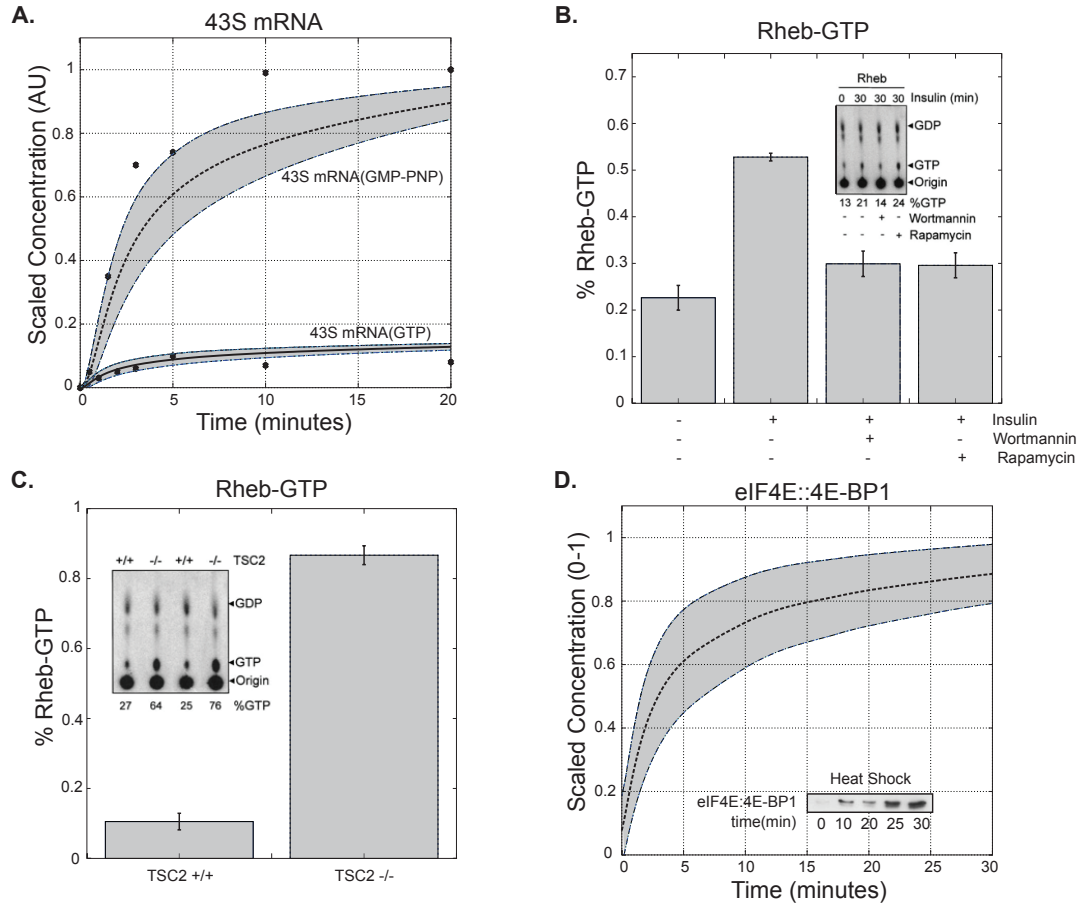 A.
43S mRNA
Scaled Concentration (AU)
1
0.8
0.6
0.4
0.2
0
43S mRNA(GMP-PNP)
43S mRNA(GTP)
0 5 10 15 20
Time (minutes)
B.
Rheb-GTP
% Rheb-GTP
0.7
0.6
0.5
0.4
0.3
0.2
0.1
0
Rheb
0 30 30 30 Insulin (min)
GDP
GTP
Origin
13 21 14 24 %GTP
- - + - Wortmannin
- - - + Rapamycin
- + + + Insulin
- - + - Wortmannin
- - - + Rapamycin
C.
Rheb-GTP
% Rheb-GTP
1
0.8
0.6
0.4
0.2
0
+/+ -/- +/+ -/- TSC2
GDP
GTP
Origin
27 64 25 76 %GTP
TSC2 +/+ TSC2 -/-
D.
eIF4E::4E-BP1
Scaled Concentration (0-1)
1
0.8
0.6
0.4
0.2
0
Heat Shock
eIF4E:4E-BP1
time(min) 0 10 20 25 30
0 5 10 15 20 25 30
Time (minutes)